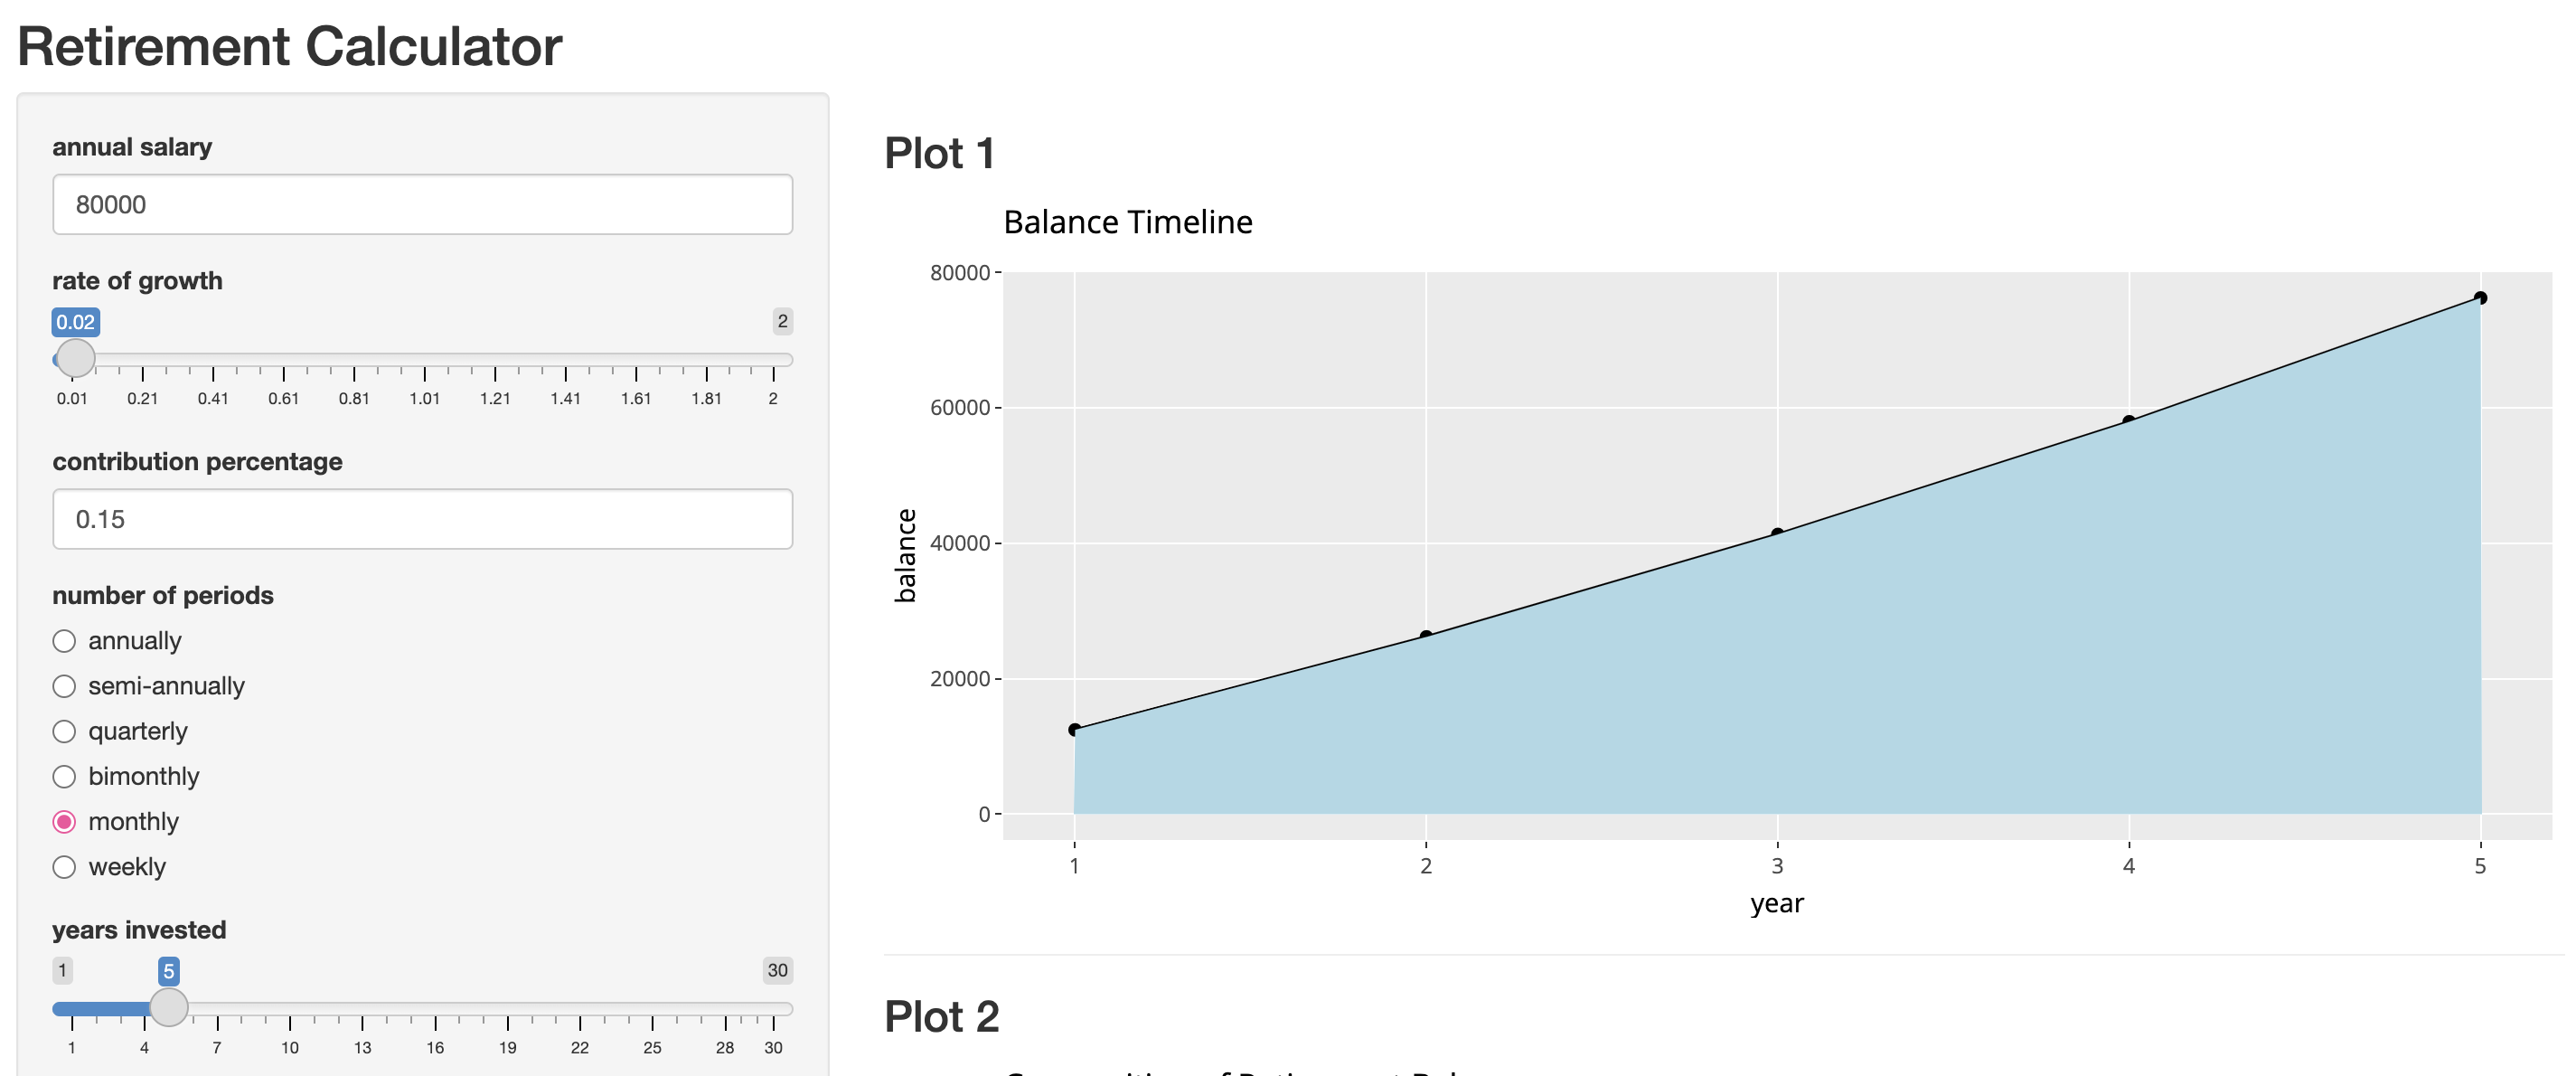 Retirement Calculator
annual salary
80000
rate of growth
0.02 2
0.01 0.21 0.41 0.61 0.81 1.01 1.21 1.41 1.61 1.81 2
contribution percentage
0.15
number of periods
annually
semi-annually
quarterly
bimonthly
monthly
weekly
years invested
1 5 30
1 4 7 10 13 16 19 22 25 28 30
Plot 1
Balance Timeline
80000
60000
40000
20000
0
balance
1 2 3 4 5
year
Plot 2